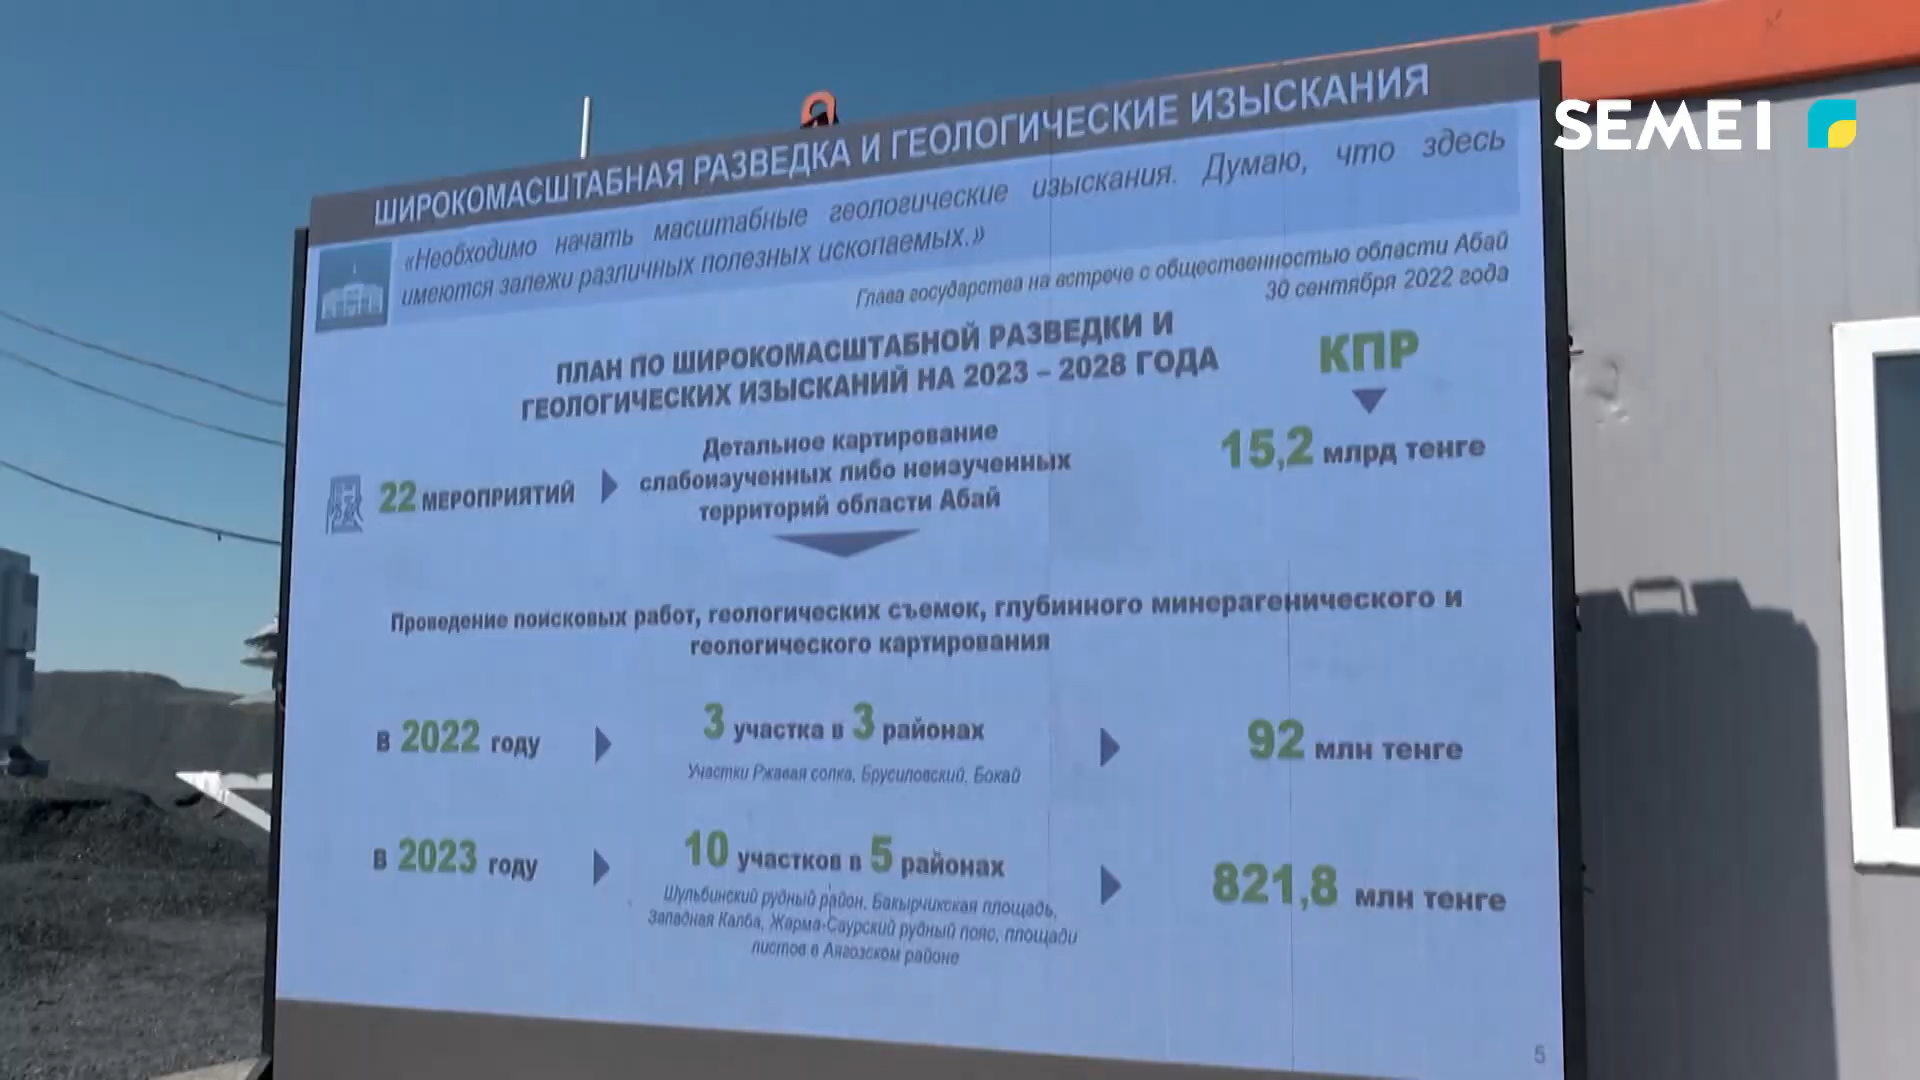 SEMEI
ШИРОКОМАСШТАБНАЯ РАЗВЕДКА И ГЕОЛОГИЧЕСКИЕ ИЗЫСКАНИЯ
«Необходимо начать масштабные геологические изыскания. Думаю, что здесь
имеются залежи различных полезных ископаемых.»
Глава государства на встрече с общественностью области Абай
30 сентября 2022 года
ПЛАН ПО ШИРОКОМАСШТАБНОЙ РАЗВЕДКИ И
ГЕОЛОГИЧЕСКИХ ИЗЫСКАНИЙ НА 2023 – 2028 ГОДА
КПР
15,2 млрд тенге
22 МЕРОПРИЯТИЙ
Детальное картирование
слабоизученных либо неизученных
территорий области Абай
Проведение поисковых работ, геологических съемок, глубинного минерагенического и
геологического картирования
В 2022 году
3 участка в 3 районах
Участки Ржавая сопка, Брусиловский, Бокай
92 млн тенге
В 2023 году
10 участков в 5 районах
Шульбинский рудный район, Бакырчикская площадь,
Западная Калба, Жарма-Саурский рудный пояс, площади
листов в Аягозском районе
821,8 млн тенге
5